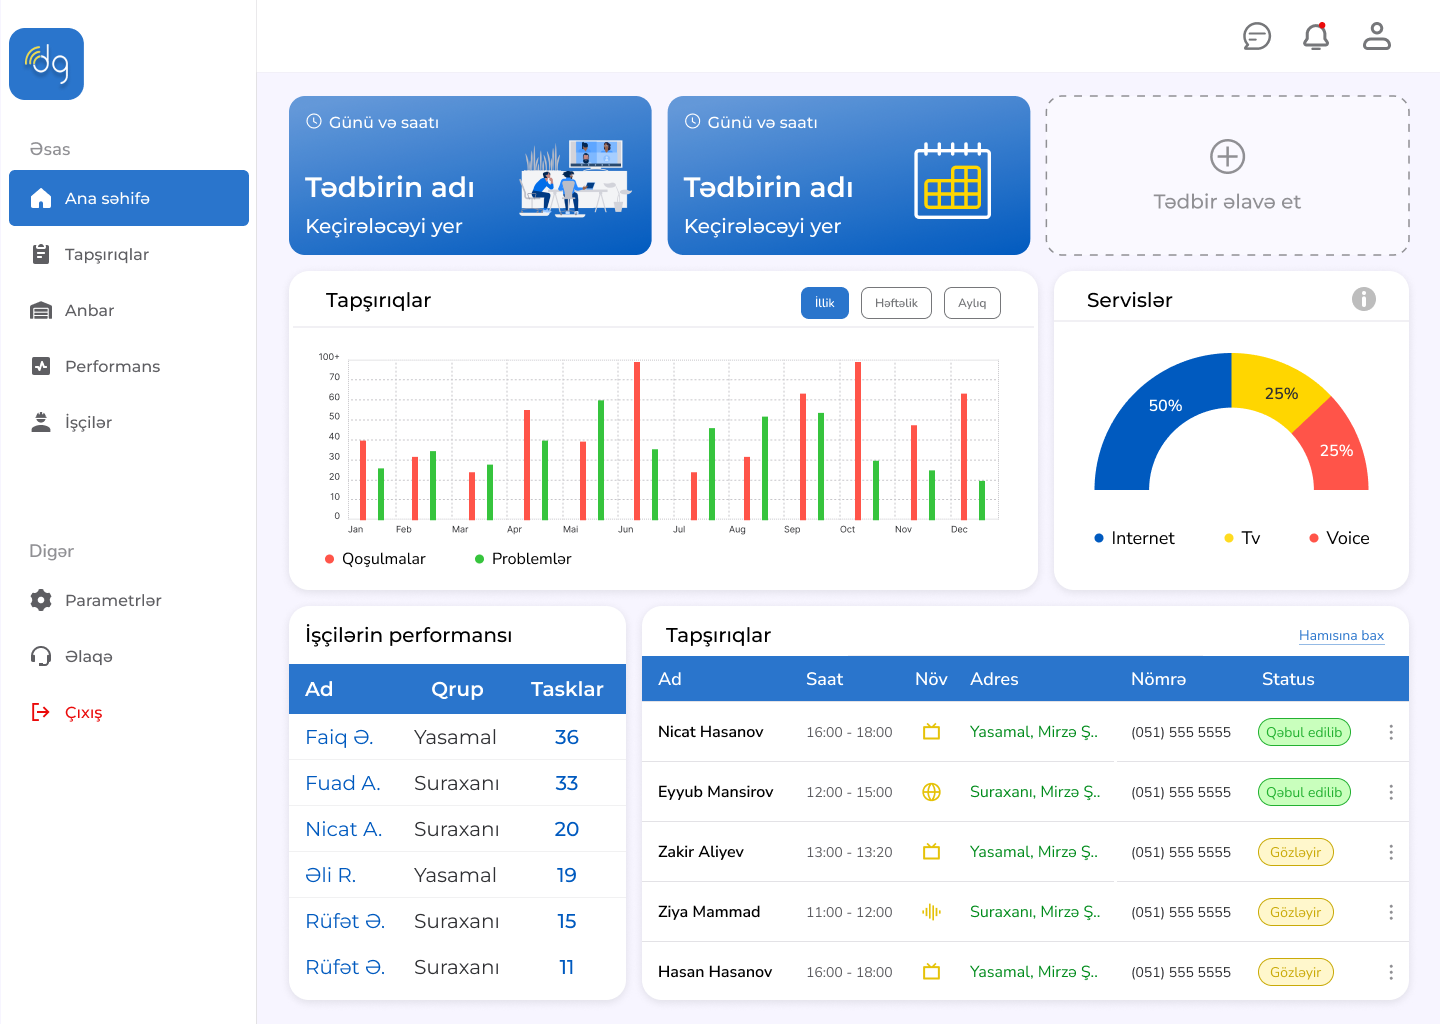 dg
Əsas
Ana səhifə
Tapşırıqlar
Anbar
Performans
İşçilər
Digər
Parametrlər
Əlaqə
Çıxış
Günü və saatı
Tədbirin adı
Keçirələcəyi yer
Günü və saatı
Tədbirin adı
Keçirələcəyi yer
Tədbir əlavə et
Tapşırıqlar
İllik
Həftəlik
Aylıq
100+
70
60
50
40
30
20
10
0
Jan Feb Mar Apr Mai Jun Jul Aug Sep Oct Nov Dec
Qoşulmalar Problemlər
Servislər
50%
25%
25%
Internet Tv Voice
İşçilərin performansı
Ad Qrup Tasklar
Faiq Ə. Yasamal 36
Fuad A. Suraxanı 33
Nicat A. Suraxanı 20
Əli R. Yasamal 19
Rüfət Ə. Suraxanı 15
Rüfət Ə. Suraxanı 11
Tapşırıqlar
Hamısına bax
Ad Saat Növ Adres Nömrə Status
Nicat Hasanov 16:00 - 18:00 Yasamal, Mirzə Ş.. (051) 555 5555 Qəbul edilib
Eyyub Mansirov 12:00 - 15:00 Suraxanı, Mirzə Ş.. (051) 555 5555 Qəbul edilib
Zakir Aliyev 13:00 - 13:20 Yasamal, Mirzə Ş.. (051) 555 5555 Gözləyir
Ziya Mammad 11:00 - 12:00 Suraxanı, Mirzə Ş.. (051) 555 5555 Gözləyir
Hasan Hasanov 16:00 - 18:00 Yasamal, Mirzə Ş.. (051) 555 5555 Gözləyir